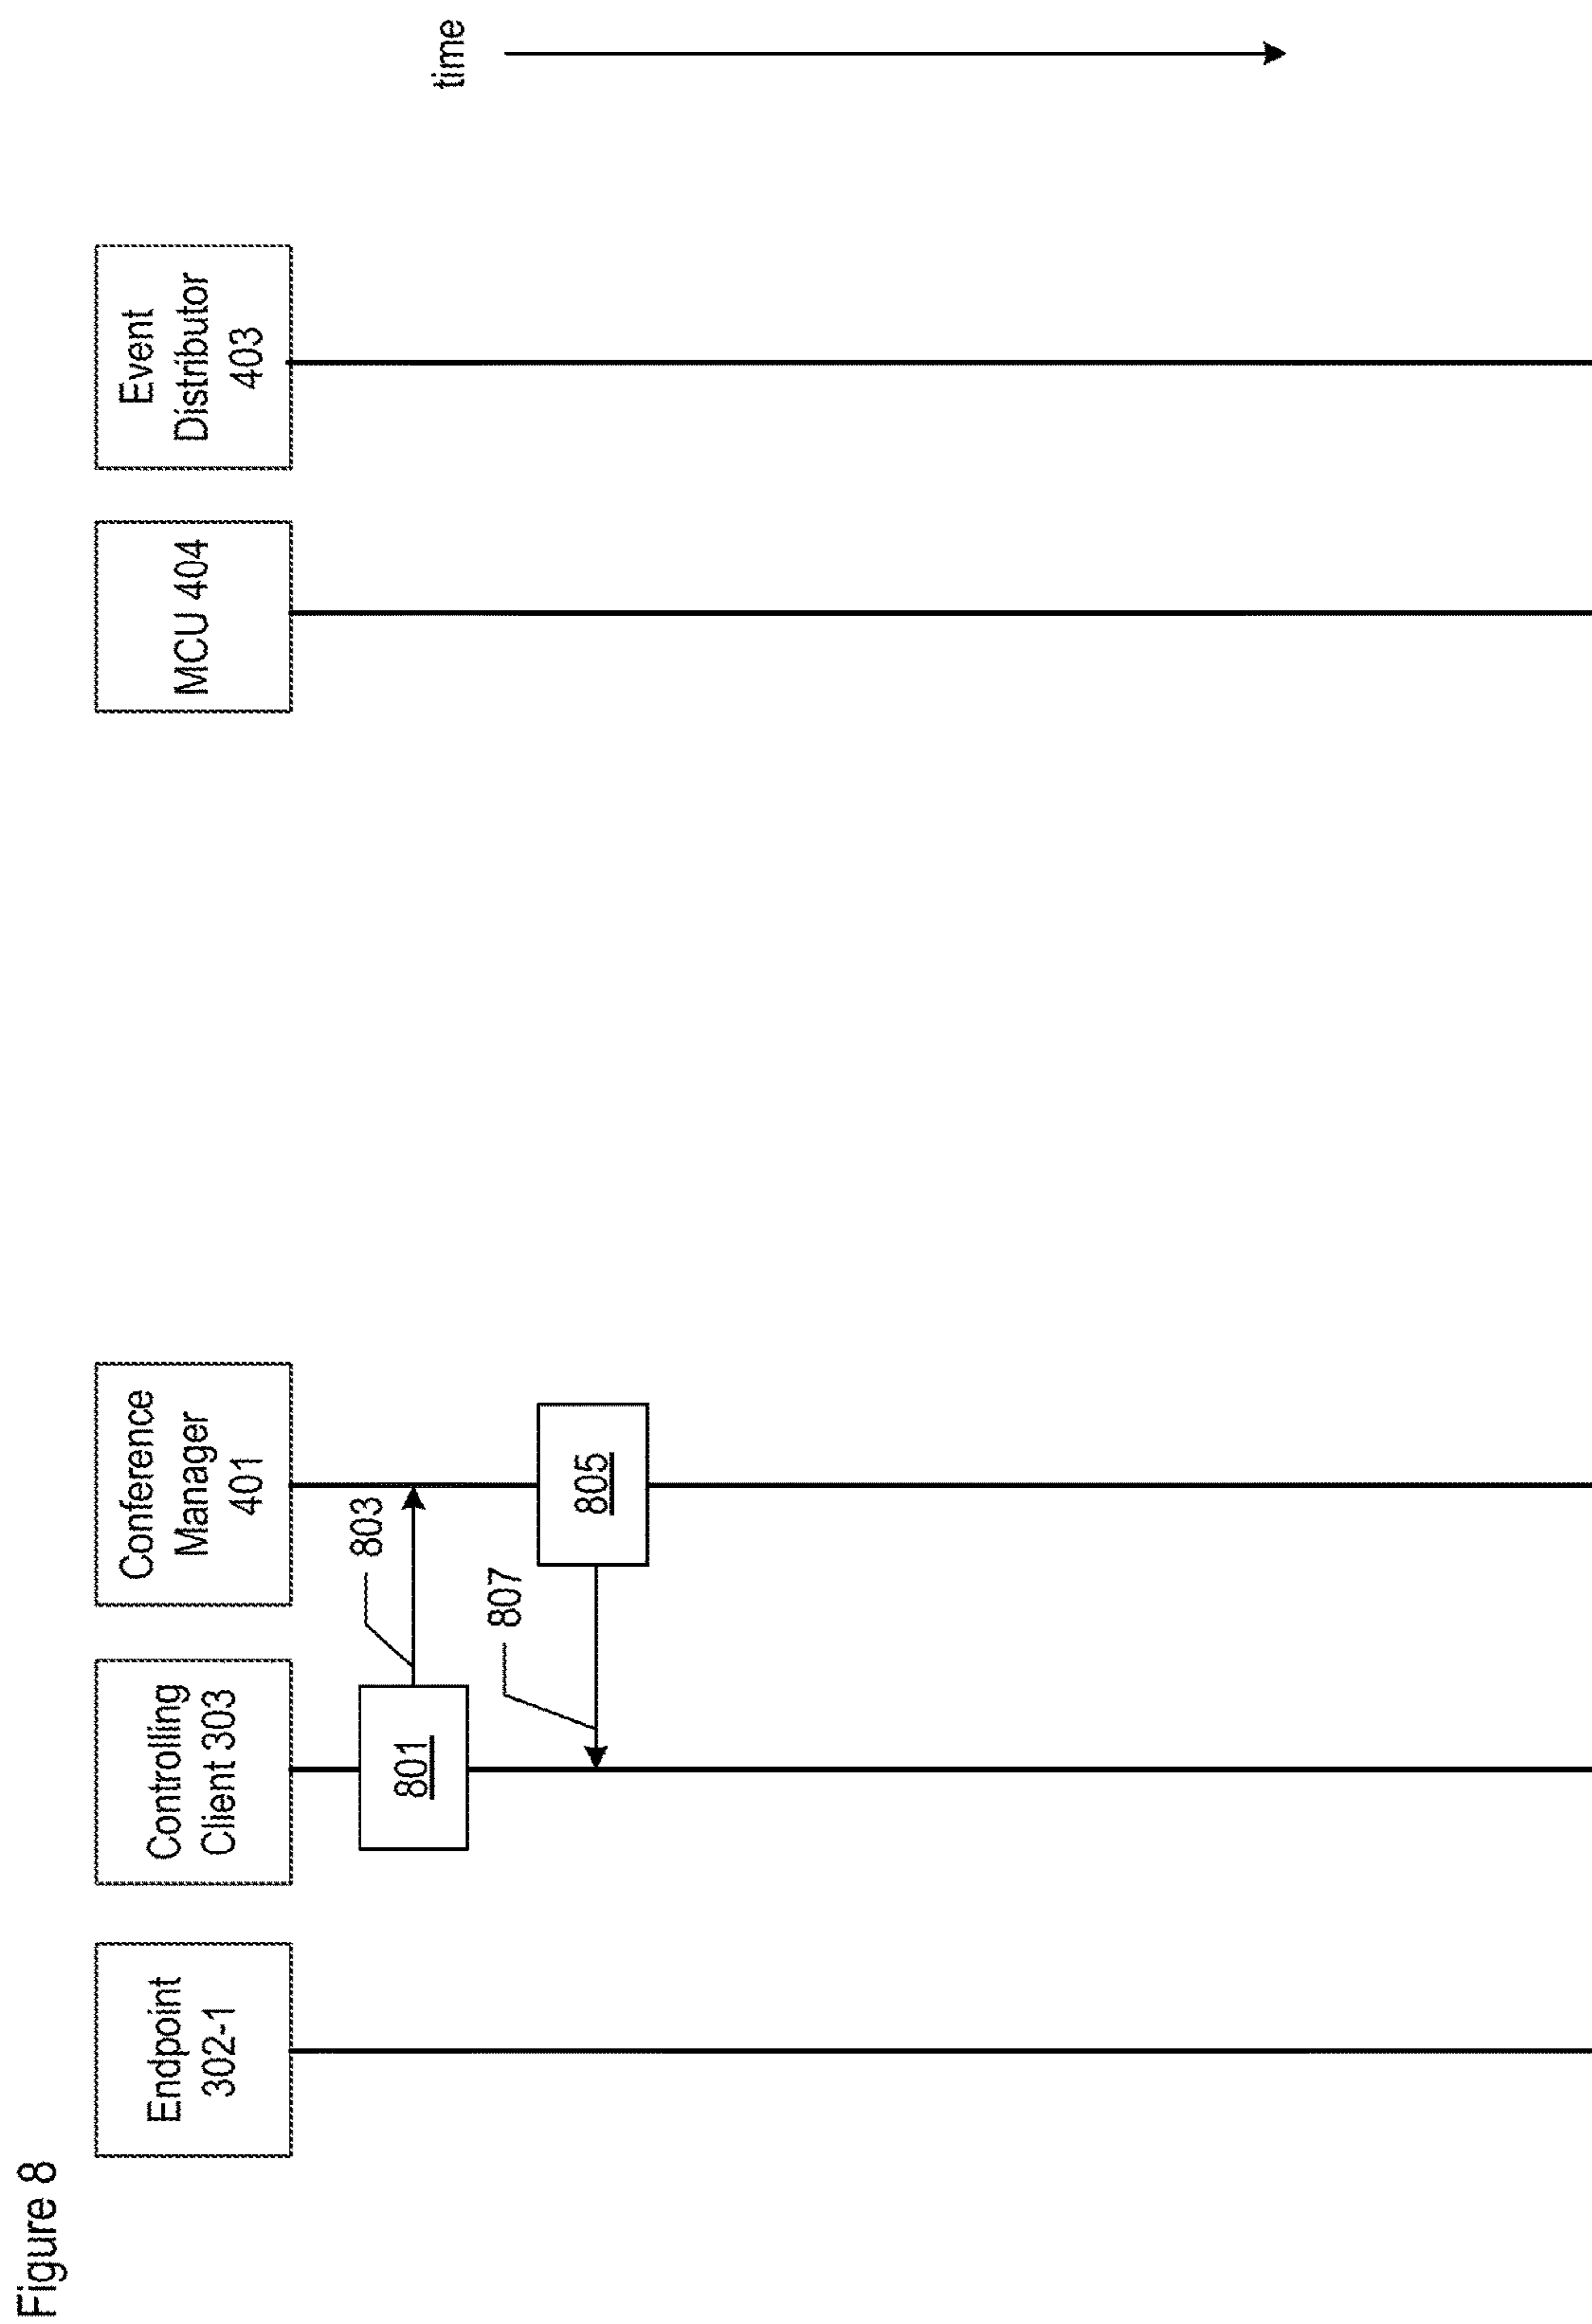 Figure 8
Endpoint
302-1
Controlling
Client 303
Conference
Manager
401
MCU 404
Event
Distributor
403
time
801
803
805
807